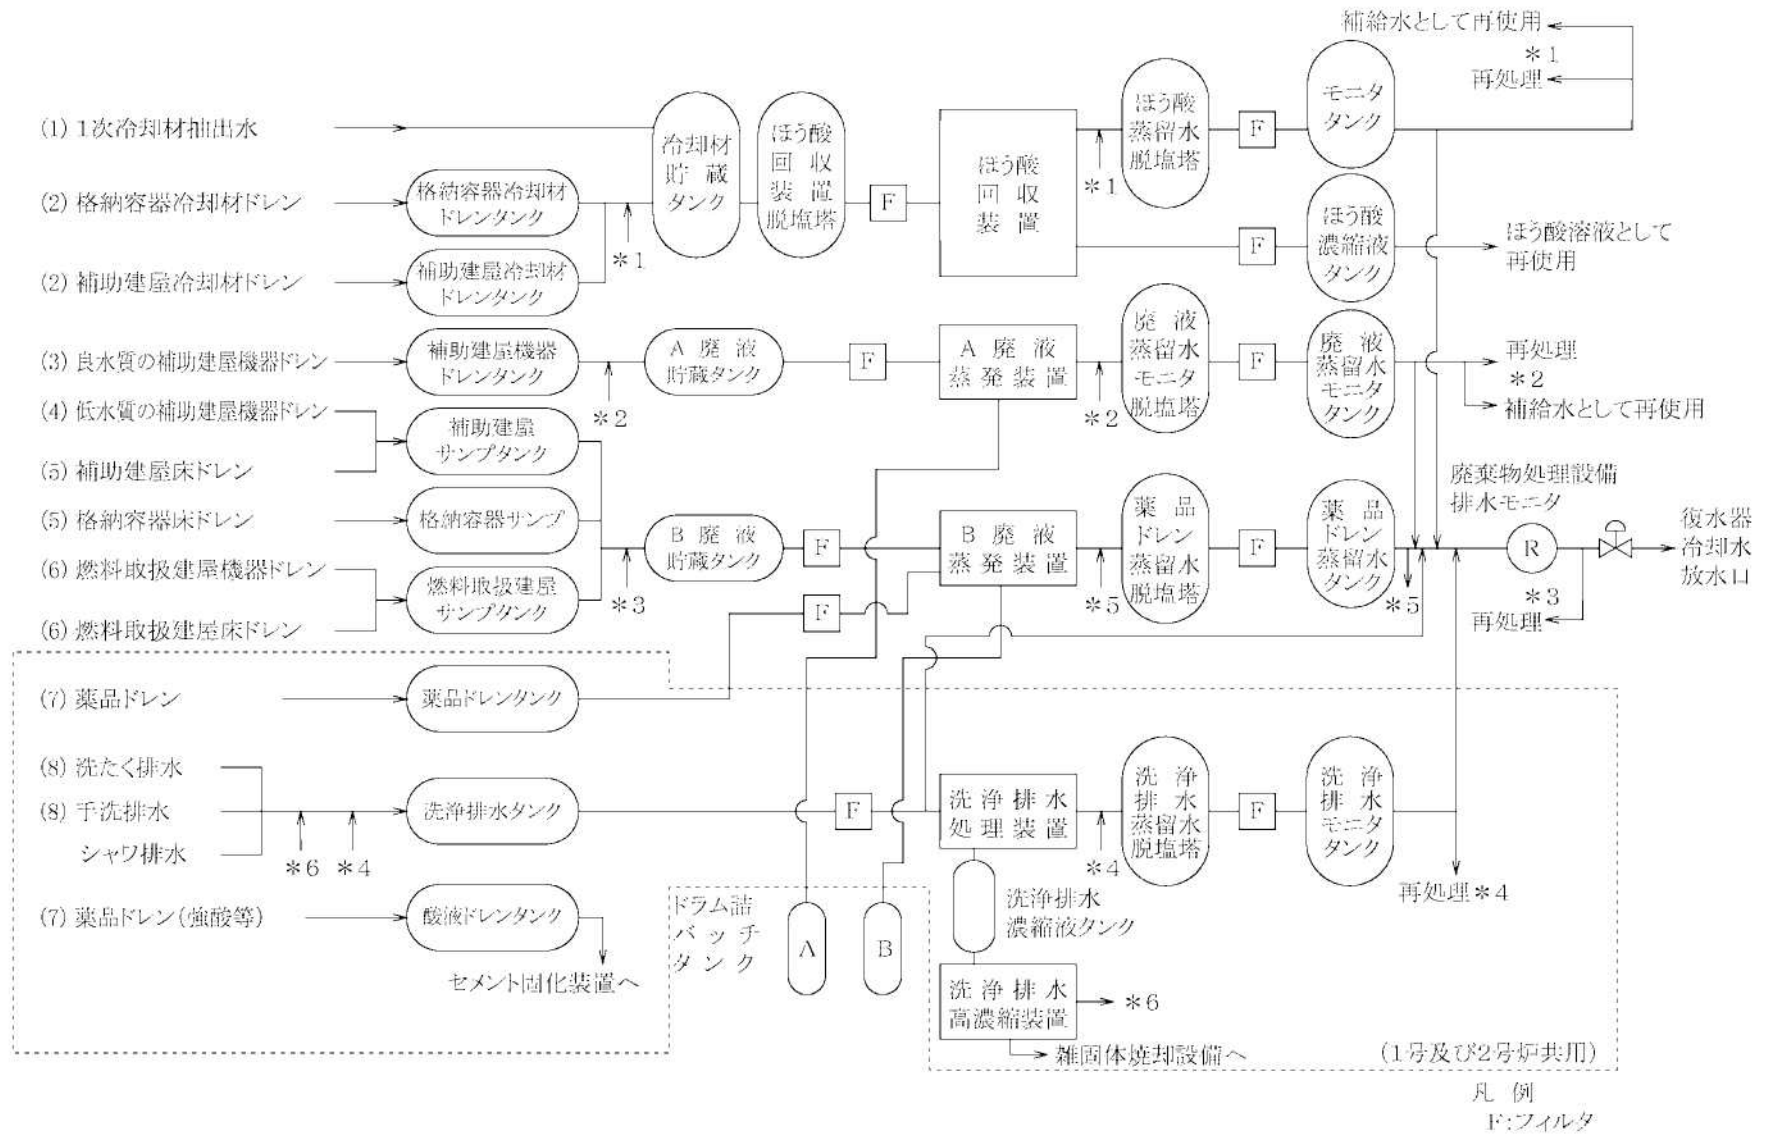 補給水として再使用
*1
再処理
(1) 1次冷却材抽出水
冷却材
貯蔵
タンク
ほう酸
回収
装置
脱塩塔
F
ほう酸
回収
装置
*1
ほう酸
蒸留水
脱塩塔
F
モニタ
タンク
(2) 格納容器冷却材ドレン
格納容器冷却材
ドレンタンク
*1
(2) 補助建屋冷却材ドレン
補助建屋冷却材
ドレンタンク
F
ほう酸
濃縮液
タンク
ほう酸溶液として
再使用
(3) 良水質の補助建屋機器ドレン
補助建屋機器
ドレンタンク
*2
A廃液
貯蔵タンク
F
A廃液
蒸発装置
*2
廃液
蒸留水
モニタ
脱塩塔
F
廃液
蒸留水
モニタ
タンク
再処理
*2
補給水として再使用
(4) 低水質の補助建屋機器ドレン
補助建屋
サンプタンク
(5) 補助建屋床ドレン
(5) 格納容器床ドレン
格納容器サンプ
(6) 燃料取扱建屋機器ドレン
燃料取扱建屋
サンプタンク
(6) 燃料取扱建屋床ドレン
*3
B廃液
貯蔵タンク
F
B廃液
蒸発装置
*5
薬品
ドレン
蒸留水
脱塩塔
F
薬品
ドレン
蒸留水
タンク
*5
廃棄物処理設備
排水モニタ
R
*3
再処理
復水器
冷却水
放水口
F
(7) 薬品ドレン
薬品ドレンタンク
(8) 洗たく排水
(8) 手洗排水
シャワ排水
*6
*4
洗浄排水タンク
F
洗浄排水
処理装置
*4
洗浄
排水
蒸留水
脱塩塔
F
洗浄
排水
モニタ
タンク
再処理*4
(7) 薬品ドレン(強酸等)
酸液ドレンタンク
セメント固化装置へ
ドラム詰
バッチ
タンク
A
B
洗浄排水
濃縮液タンク
洗浄排水
高濃縮装置
*6
雑固体焼却設備へ
(1号及び2号炉共用)
凡例
F:フィルタ